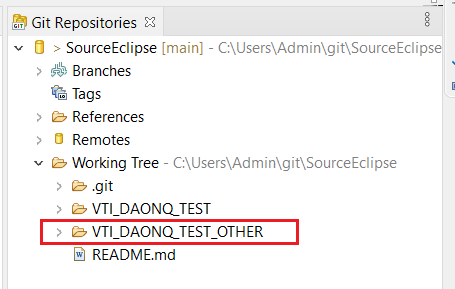 Git Repositories
> SourceEclipse [main] - C:\Users\Admin\git\SourceEclipse
Branches
Tags
References
Remotes
Working Tree - C:\Users\Admin\git\SourceEclipse
.git
VTI_DAONQ_TEST
VTI_DAONQ_TEST_OTHER
README.md